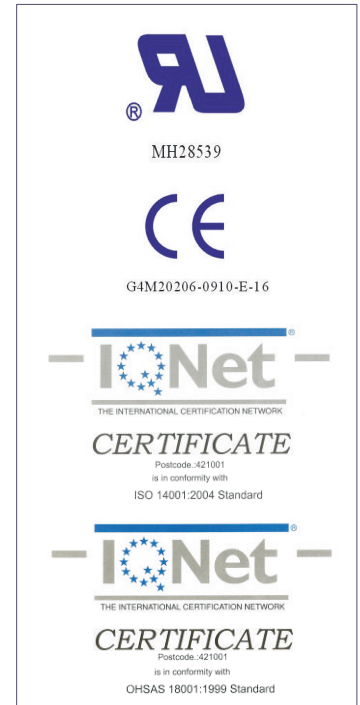 ®
MH28539
CE
G4M20206-0910-E-16
®
IQNet
THE INTERNATIONAL CERTIFICATION NETWORK
CERTIFICATE
Postcode.:421001
is in conformity with
ISO 14001:2004 Standard
®
IQNet
THE INTERNATIONAL CERTIFICATION NETWORK
CERTIFICATE
Postcode.:421001
is in conformity with
OHSAS 18001:1999 Standard